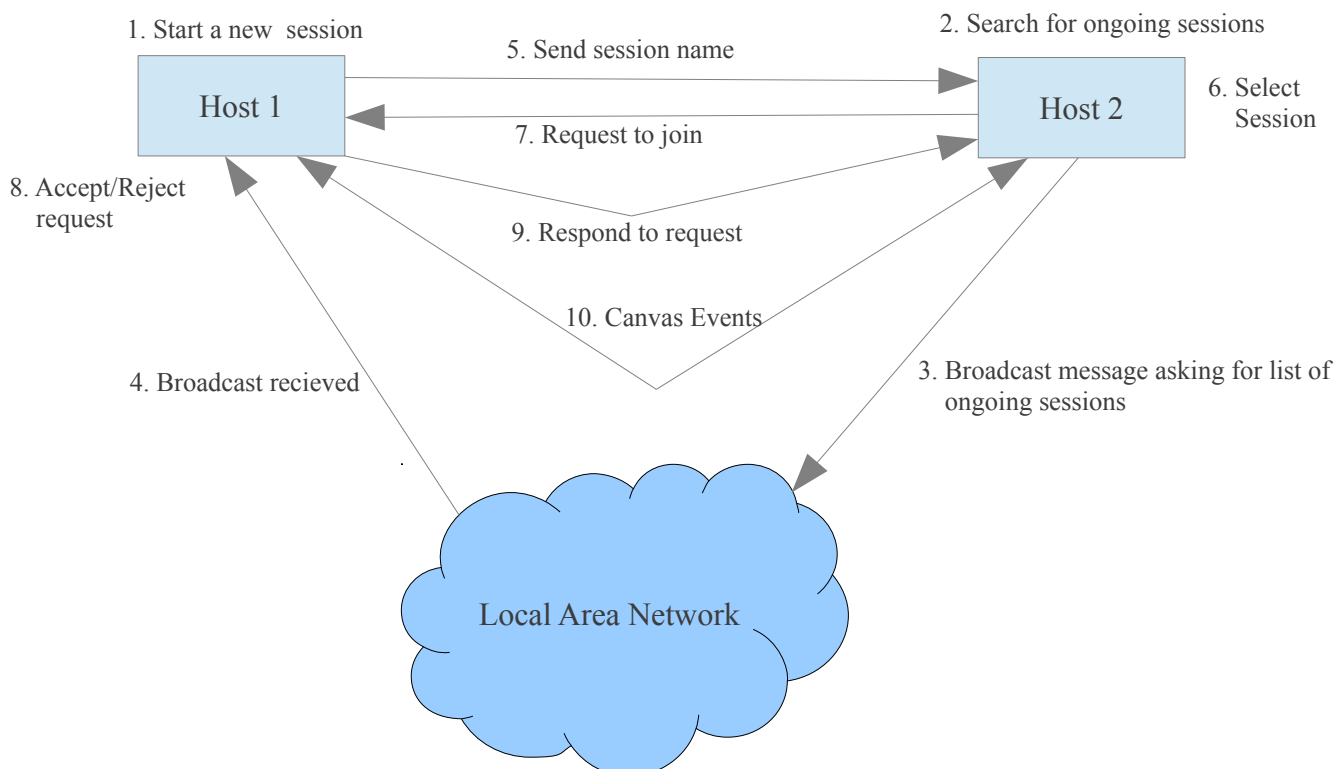 1. Start a new  session
2. Search for ongoing sessions
5. Send session name
Host 1
Host 2
6. Select
Session
7. Request to join
8. Accept/Reject
request
9. Respond to request
10. Canvas Events
4. Broadcast recieved
3. Broadcast message asking for list of
ongoing sessions
Local Area Network